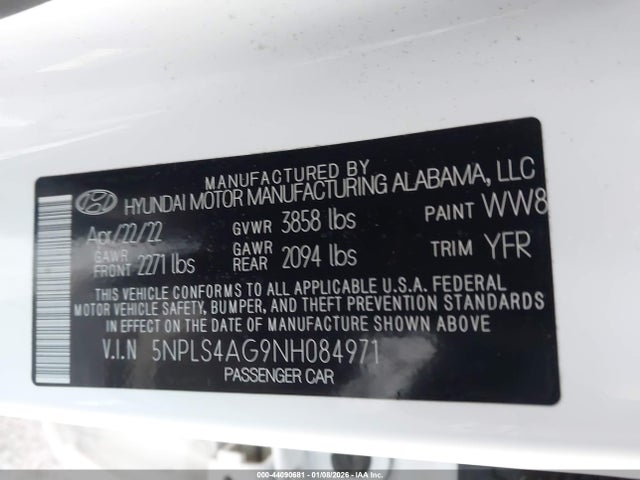 MANUFACTURED BY
HYUNDAI MOTOR MANUFACTURING ALABAMA, LLC
Apr/22/22 GVWR 3858 lbs PAINT WW8
GAWR FRONT 2271 lbs GAWR REAR 2094 lbs TRIM YFR
THIS VEHICLE CONFORMS TO ALL APPLICABLE U.S.A. FEDERAL
MOTOR VEHICLE SAFETY, BUMPER, AND THEFT PREVENTION STANDARDS
IN EFFECT ON THE DATE OF MANUFACTURE SHOWN ABOVE
V.I.N 5NPLS4AG9NH084971
PASSENGER CAR
000-44090681 - 01/08/2026 - iaai.com